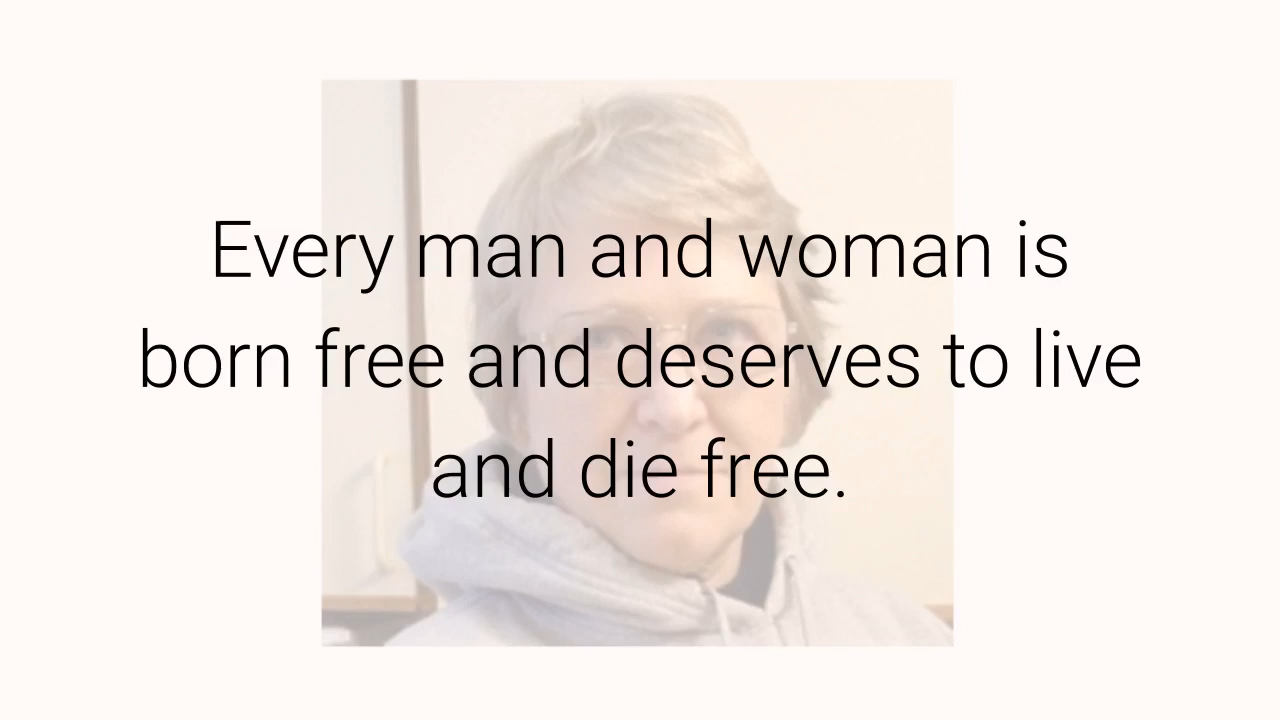 Every man and woman is
born free and deserves to live
and die free.